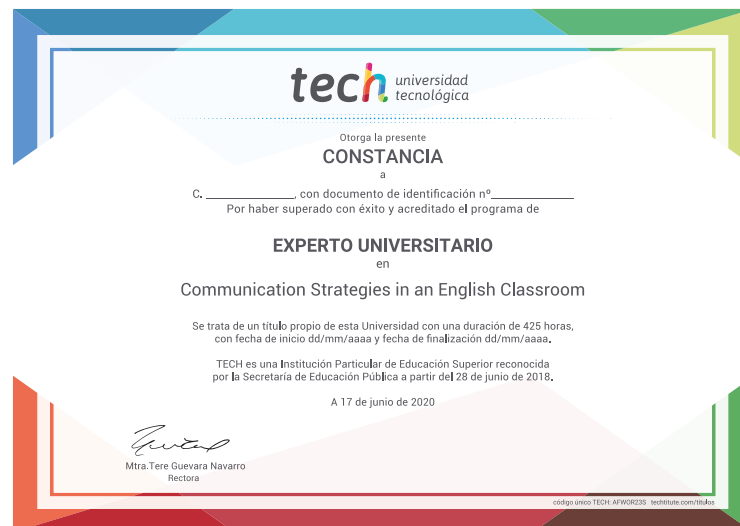 tech universidad
tecnológica
Otorga la presente
CONSTANCIA
a
C. ______________, con documento de identificación nº______________
Por haber superado con éxito y acreditado el programa de
EXPERTO UNIVERSITARIO
en
Communication Strategies in an English Classroom
Se trata de un título propio de esta Universidad con una duración de 425 horas,
con fecha de inicio dd/mm/aaaa y fecha de finalización dd/mm/aaaa.
TECH es una Institución Particular de Educación Superior reconocida
por la Secretaría de Educación Pública a partir del 28 de junio de 2018.
A 17 de junio de 2020
Mtra.Tere Guevara Navarro
Rectora
código único TECH: AFWOR23S techtitute.com/titulos